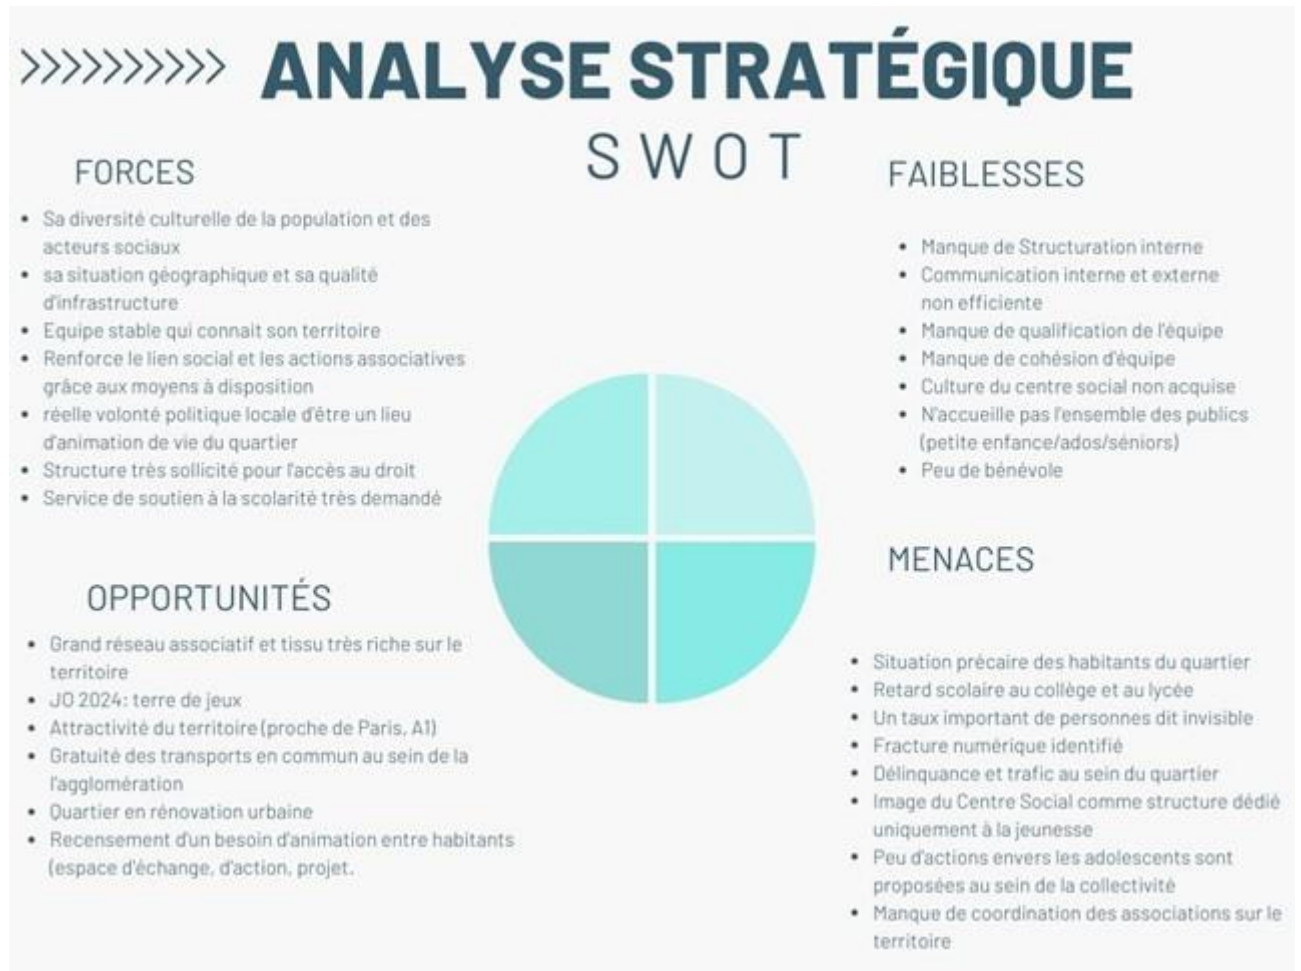 ANALYSE STRATÉGIQUE
SWOT
FORCES
• Sa diversité culturelle de la population et des
acteurs sociaux
• sa situation géographique et sa qualité
d'infrastructure
• Equipe stable qui connait son territoire
• Renforce le lien social et les actions associatives
grâce aux moyens à disposition
• réelle volonté politique locale d'être un lieu
d'animation de vie du quartier
• Structure très sollicité pour l'accès au droit
• Service de soutien à la scolarité très demandé
FAIBLESSES
• Manque de Structuration interne
• Communication interne et externe
non efficiente
• Manque de qualification de l'équipe
• Manque de cohésion d'équipe
• Culture du centre social non acquise
• N'accueille pas l'ensemble des publics
(petite enfance/ados/séniors)
• Peu de bénévole
OPPORTUNITÉS
• Grand réseau associatif et tissu très riche sur le
territoire
• JO 2024: terre de jeux
• Attractivité du territoire (proche de Paris, A1)
• Gratuité des transports en commun au sein de la
l'agglomération
• Quartier en rénovation urbaine
• Recensement d'un besoin d'animation entre habitants
(espace d'échange, d'action, projet.
MENACES
• Situation précaire des habitants du quartier
• Retard scolaire au collège et au lycée
• Un taux important de personnes dit invisible
• Fracture numérique identifié
• Délinquance et trafic au sein du quartier
• Image du Centre Social comme structure dédié
uniquement à la jeunesse
• Peu d'actions envers les adolescents sont
proposées au sein de la collectivité
• Manque de coordination des associations sur le
territoire